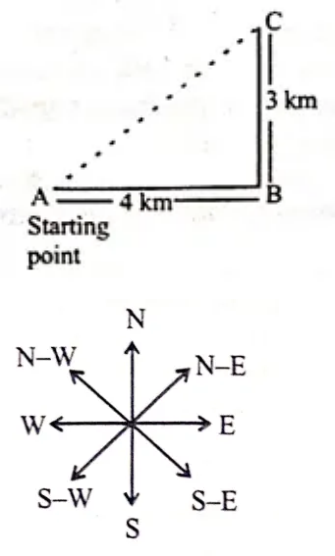 C
3 km
A 4 km B
Starting
point
N
N–W N–E
W E
S–W S–E
S